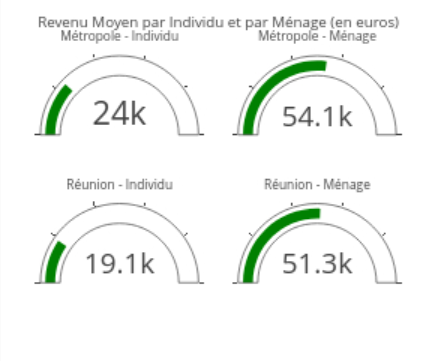 Revenu Moyen par Individu et par Ménage (en euros)
Métropole - Individu
Métropole - Ménage
24k
54.1k
Réunion - Individu
Réunion - Ménage
19.1k
51.3k